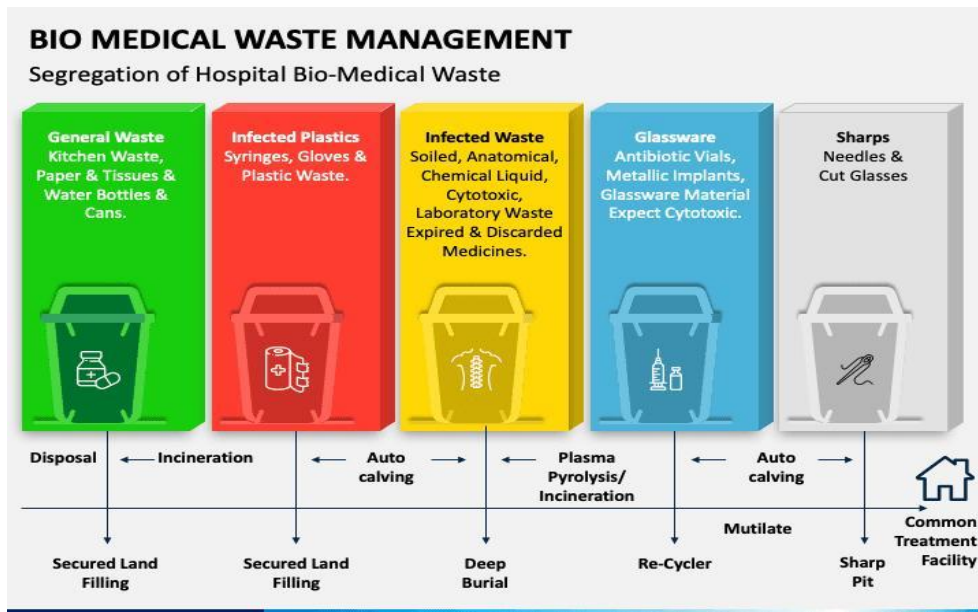 BIO MEDICAL WASTE MANAGEMENT
Segregation of Hospital Bio-Medical Waste
General Waste
Kitchen Waste,
Paper & Tissues &
Water Bottles &
Cans.
Infected Plastics
Syringes, Gloves &
Plastic Waste.
Infected Waste
Soiled, Anatomical,
Chemical Liquid,
Cytotoxic,
Laboratory Waste
Expired & Discarded
Medicines.
Glassware
Antibiotic Vials,
Metallic Implants,
Glassware Material
Expect Cytotoxic.
Sharps
Needles &
Cut Glasses
Disposal
Incineration
Auto
calving
Plasma
Pyrolysis/
Incineration
Auto
calving
Mutilate
Common
Treatment
Facility
Secured Land
Filling
Secured Land
Filling
Deep
Burial
Re-Cycler
Sharp
Pit